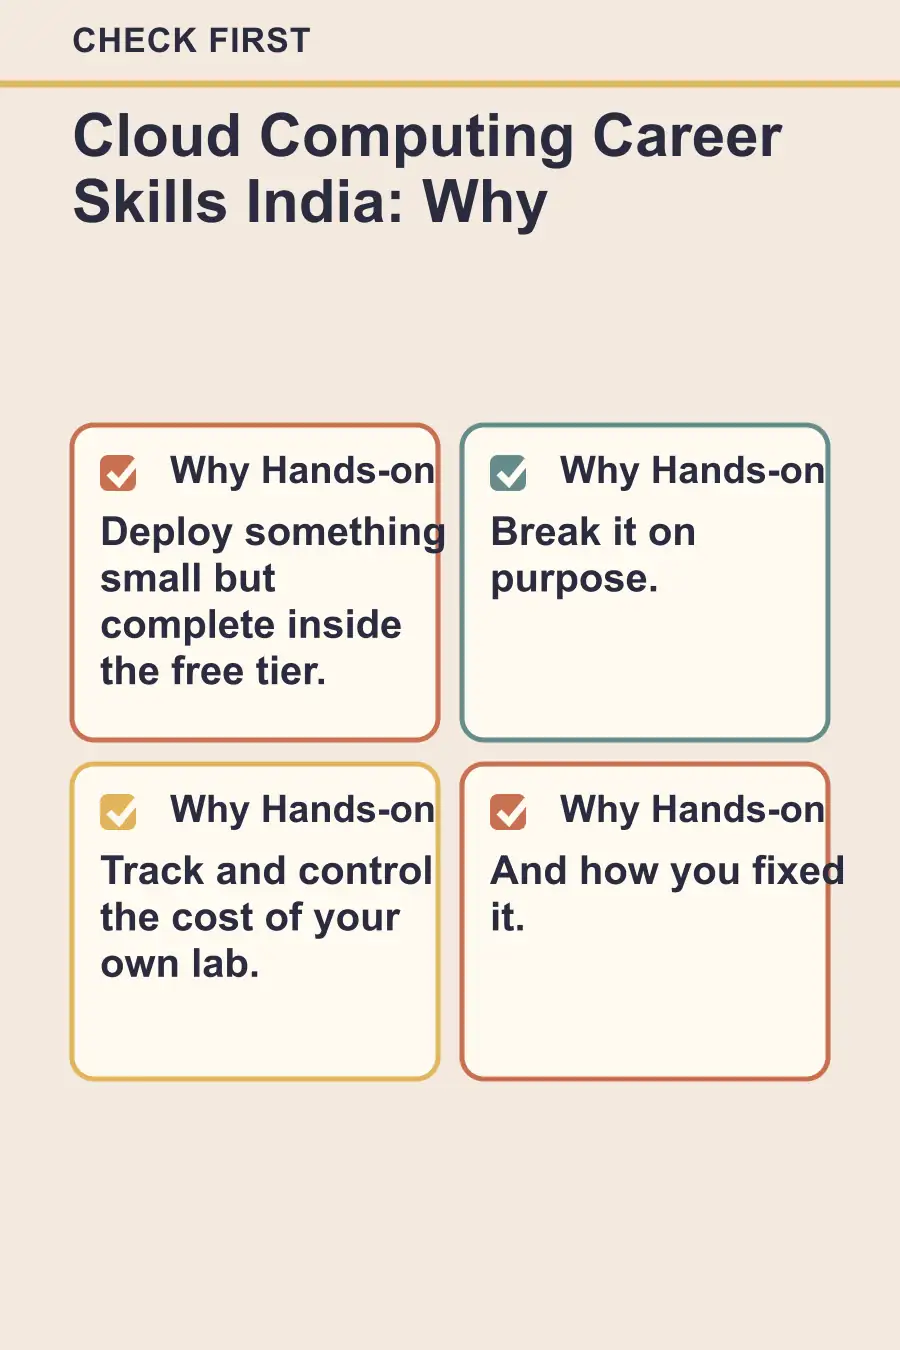 CHECK FIRST
Cloud Computing Career
Skills India: Why
Why Hands-on
Deploy something
small but
complete inside
the free tier.
Why Hands-on
Break it on
purpose.
Why Hands-on
Track and control
the cost of your
own lab.
Why Hands-on
And how you fixed
it.